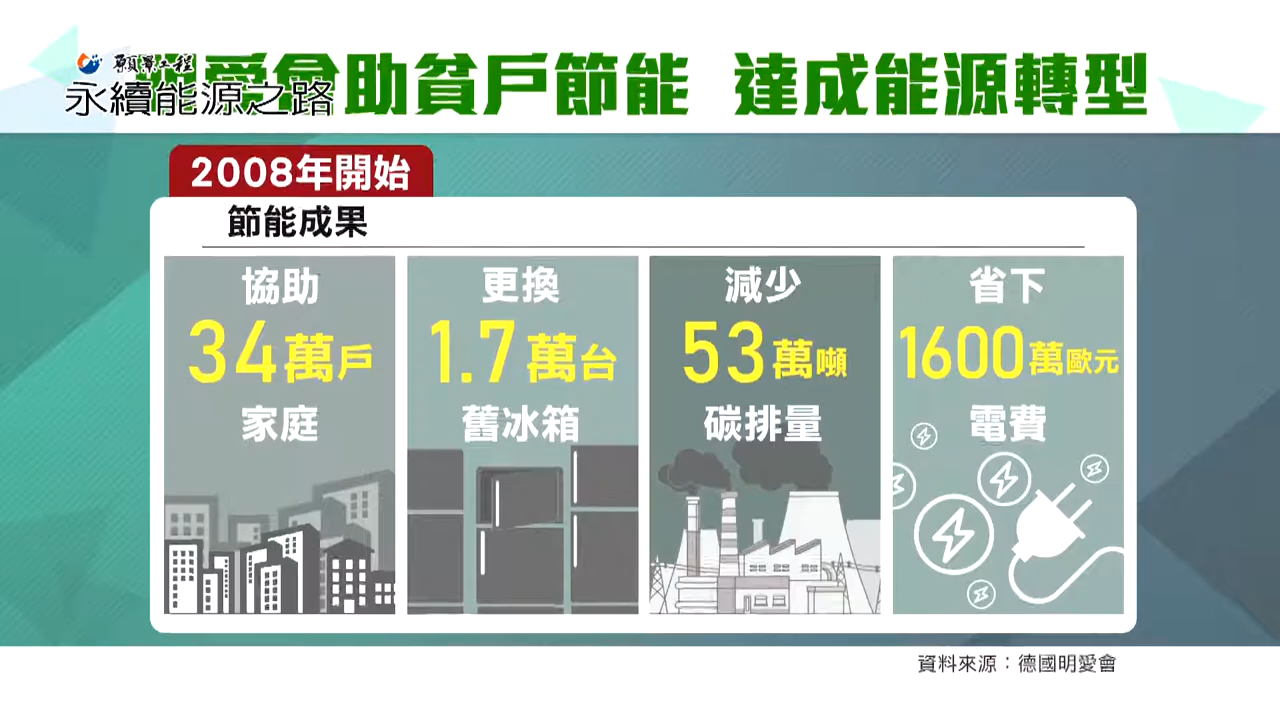 願景工程
永續能源之路
愛會助貧戶節能 達成能源轉型
2008年開始
節能成果
協助
34萬戶
家庭
更換
1.7萬台
舊冰箱
減少
53萬噸
碳排量
省下
1600萬歐元
電費
資料來源：德國明愛會